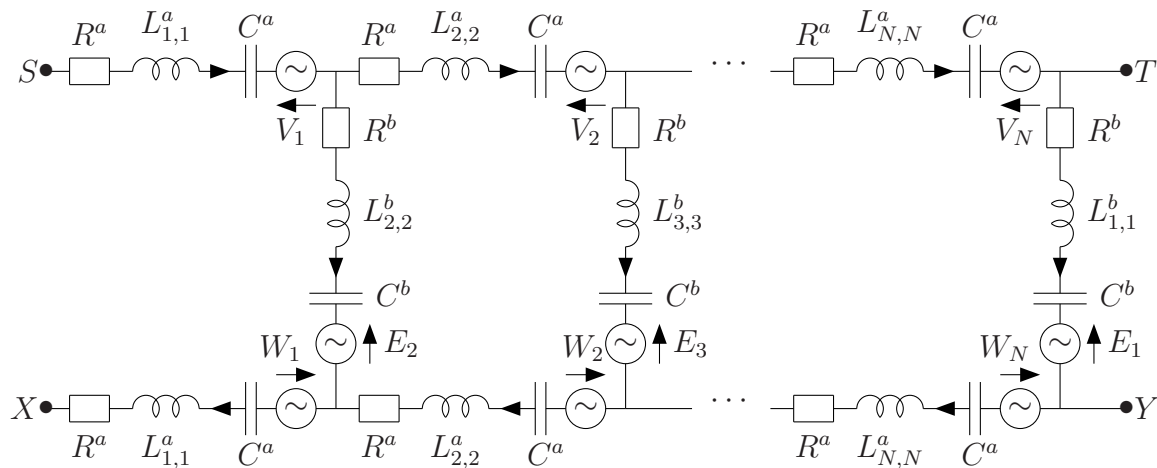 R^a L^a_{1,1} C^a R^a L^a_{2,2} C^a R^a L^a_{N,N} C^a
S ∼ ∼ ··· ∼ T
V_1 R^b V_2 R^b V_N R^b
L^b_{2,2} L^b_{3,3} ··· L^b_{1,1}
C^b C^b C^b
W_1 ∼ E_2 W_2 ∼ E_3 W_N ∼ E_1
X ∼ ∼ ··· ∼ Y
R^a L^a_{1,1} C^a R^a L^a_{2,2} C^a R^a L^a_{N,N} C^a